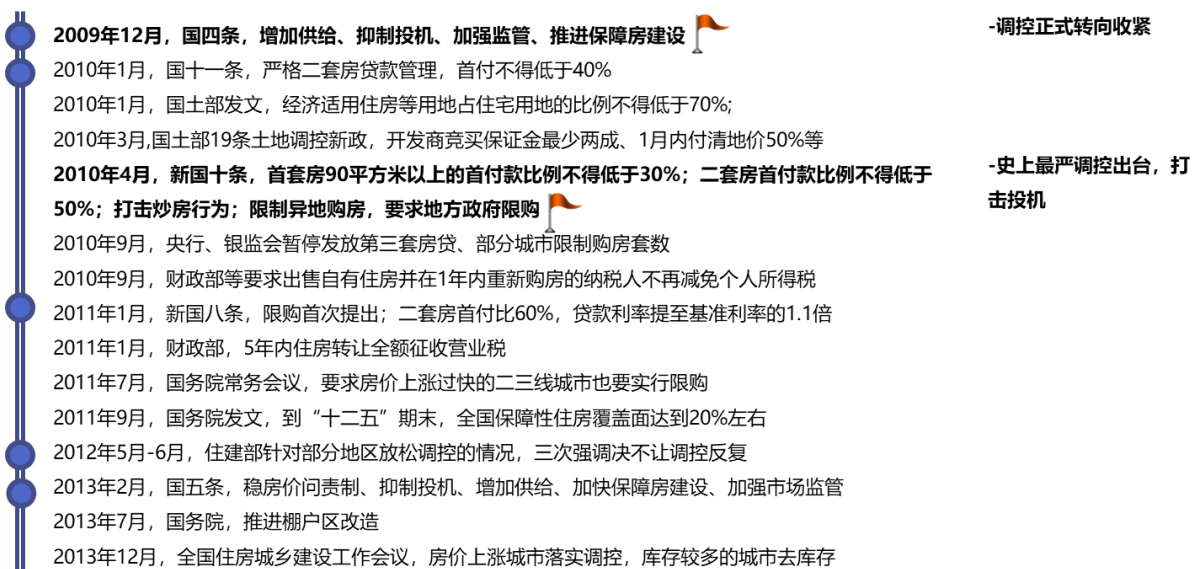 2009年12月，国四条，增加供给、抑制投机、加强监管、推进保障房建设
-调控正式转向收紧
2010年1月，国十一条，严格二套房贷款管理，首付不得低于40%
2010年1月，国土部发文，经济适用住房等用地占住宅用地的比例不得低于70%;
2010年3月,国土部19条土地调控新政，开发商竞买保证金最少两成、1月内付清地价50%等
2010年4月，新国十条，首套房90平方米以上的首付款比例不得低于30%；二套房首付款比例不得低于
50%；打击炒房行为；限制异地购房，要求地方政府限购
-史上最严调控出台，打
击投机
2010年9月，央行、银监会暂停发放第三套房贷、部分城市限制购房套数
2010年9月，财政部等要求出售自有住房并在1年内重新购房的纳税人不再减免个人所得税
2011年1月，新国八条，限购首次提出；二套房首付比60%，贷款利率提至基准利率的1.1倍
2011年1月，财政部，5年内住房转让全额征收营业税
2011年7月，国务院常务会议，要求房价上涨过快的二三线城市也要实行限购
2011年9月，国务院发文，到“十二五”期末，全国保障性住房覆盖面达到20%左右
2012年5月-6月，住建部针对部分地区放松调控的情况，三次强调决不让调控反复
2013年2月，国五条，稳房价问责制、抑制投机、增加供给、加快保障房建设、加强市场监管
2013年7月，国务院，推进棚户区改造
2013年12月，全国住房城乡建设工作会议，房价上涨城市落实调控，库存较多的城市去库存